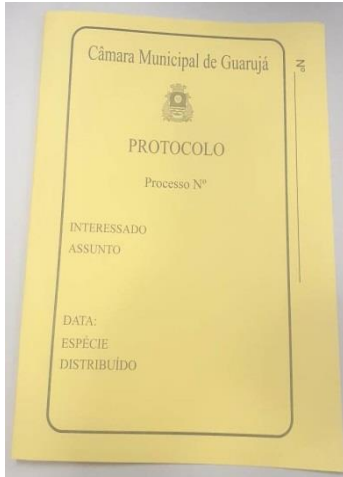 Câmara Municipal de Guarujá
Nº
PROTOCOLO
Processo Nº
INTERESSADO
ASSUNTO
DATA:
ESPÉCIE
DISTRIBUÍDO